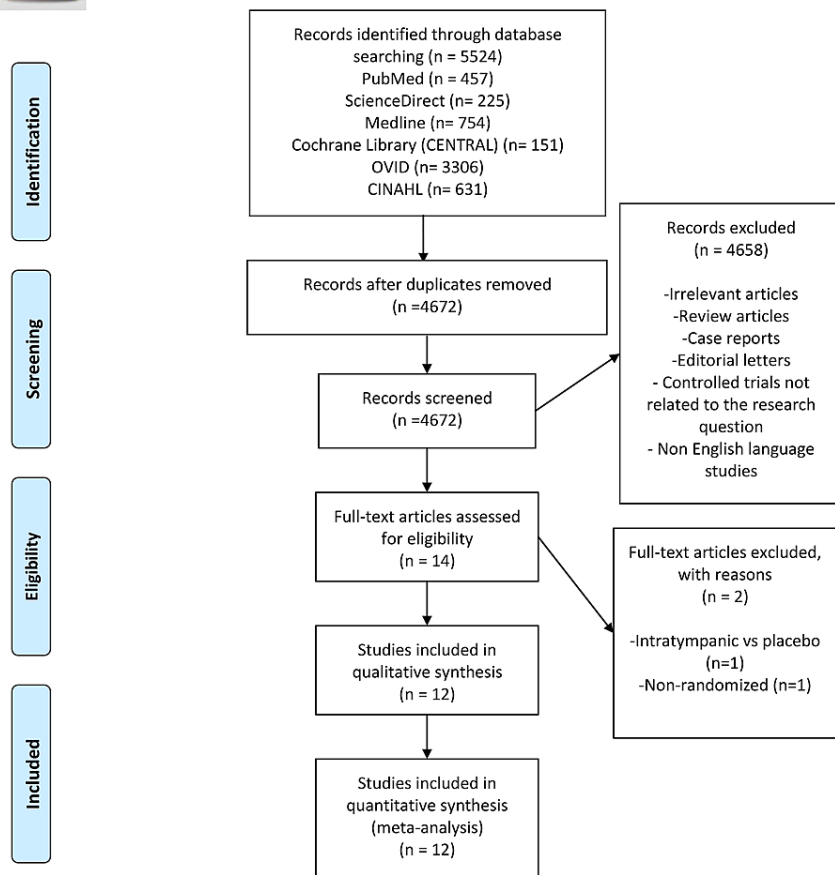 Identification
Records identified through database
searching (n = 5524)
PubMed (n = 457)
ScienceDirect (n= 225)
Medline (n= 754)
Cochrane Library (CENTRAL) (n= 151)
OVID (n= 3306)
CINAHL (n= 631)
Records excluded
(n = 4658)
-Irrelevant articles
-Review articles
-Case reports
-Editorial letters
- Controlled trials not
related to the research
question
- Non English language
studies
Screening
Records after duplicates removed
(n =4672)
Records screened
(n =4672)
Eligibility
Full-text articles assessed
for eligibility
(n = 14)
Full-text articles excluded,
with reasons
(n = 2)
-Intratympanic vs placebo
(n=1)
-Non-randomized (n=1)
Studies included in
qualitative synthesis
(n = 12)
Included
Studies included in
quantitative synthesis
(meta-analysis)
(n = 12)